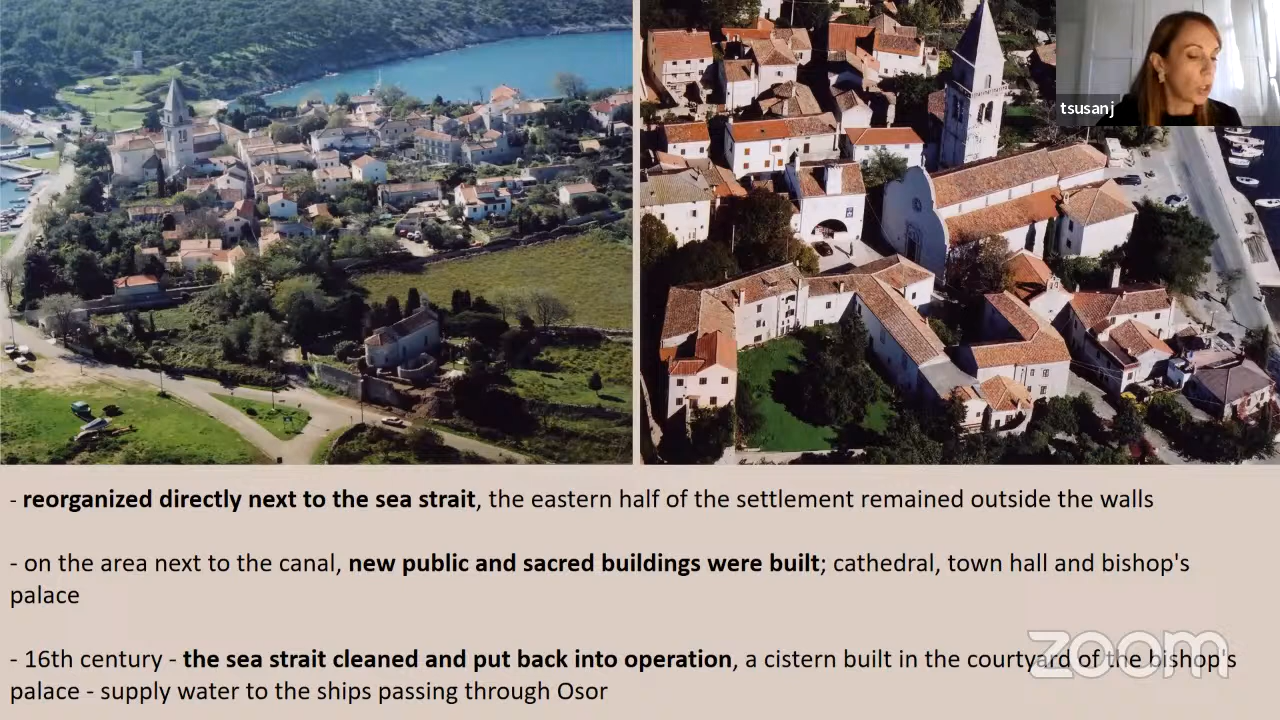 tsusanj
- reorganized directly next to the sea strait, the eastern half of the settlement remained outside the walls
- on the area next to the canal, new public and sacred buildings were built; cathedral, town hall and bishop's
palace
- 16th century - the sea strait cleaned and put back into operation, a cistern built in the courtyard of the bishop's
palace - supply water to the ships passing through Osor
zoom